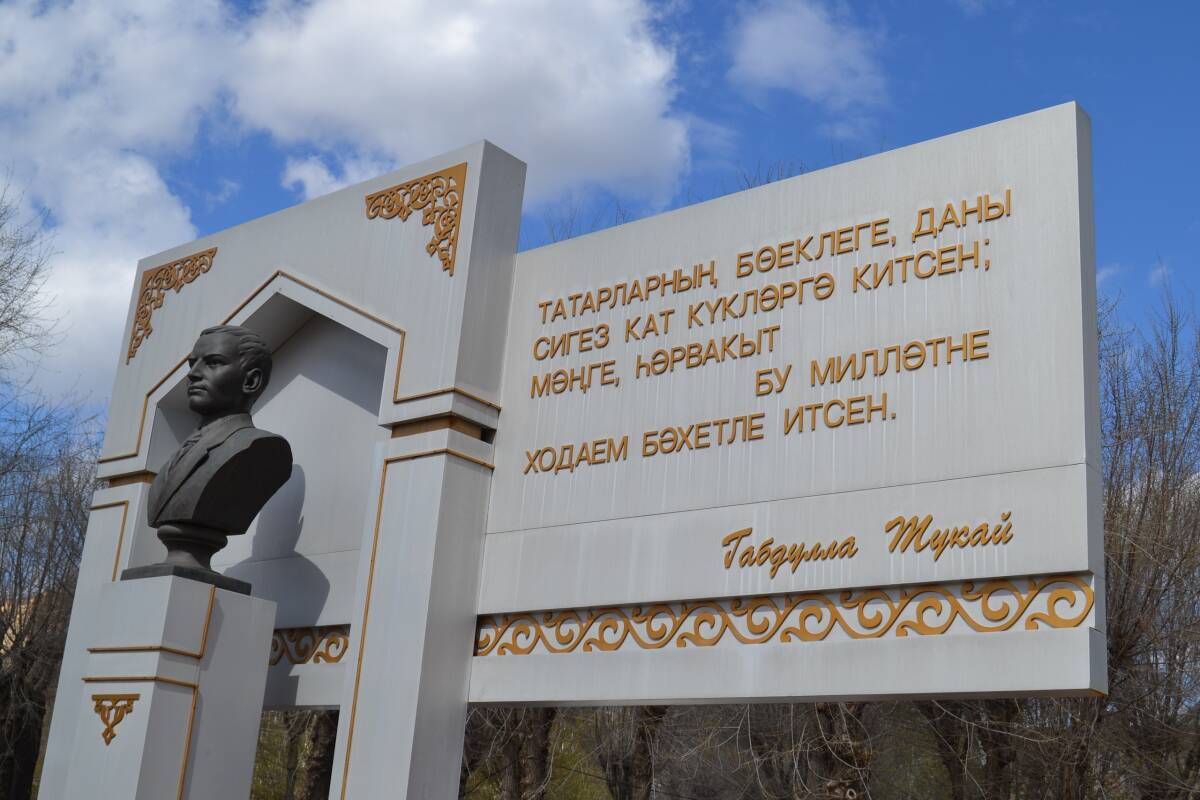 ТАТАРЛАРНЫҢ БӨЕКЛЕГЕ, ДАНЫ
СИГЕЗ КАТ КҮКЛӘРГӘ КИТСЕН;
МӘҢГЕ, ҺӘРВАКЫТ
БУ МИЛЛӘТНЕ
ХОДАЕМ БӘХЕТЛЕ ИТСЕН.
Габдулла Тукай